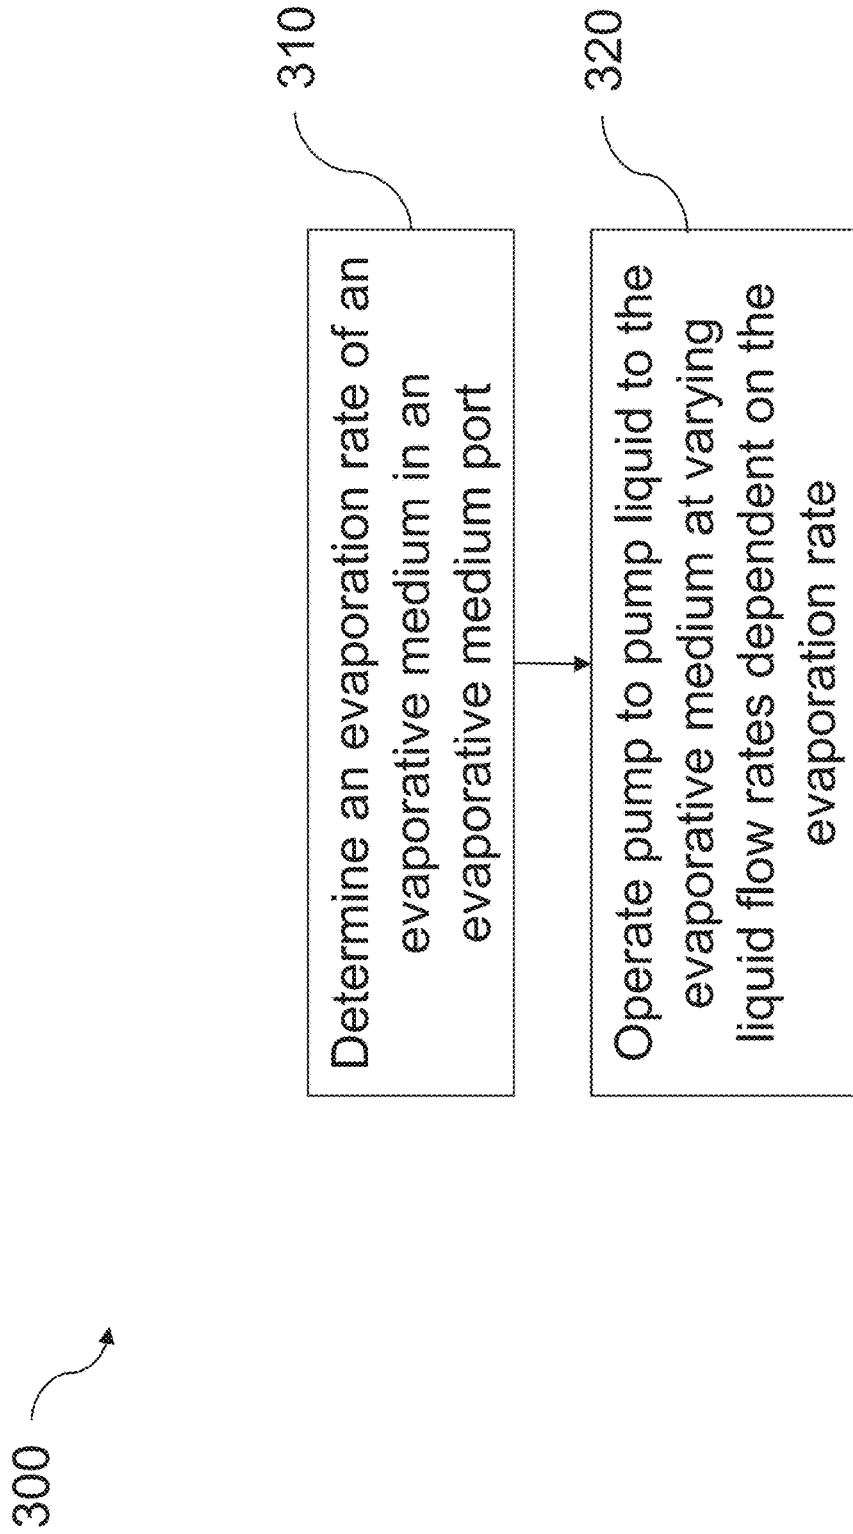 300
310
Determine an evaporation rate of an
evaporative medium in an
evaporative medium port
320
Operate pump to pump liquid to the
evaporative medium at varying
liquid flow rates dependent on the
evaporation rate